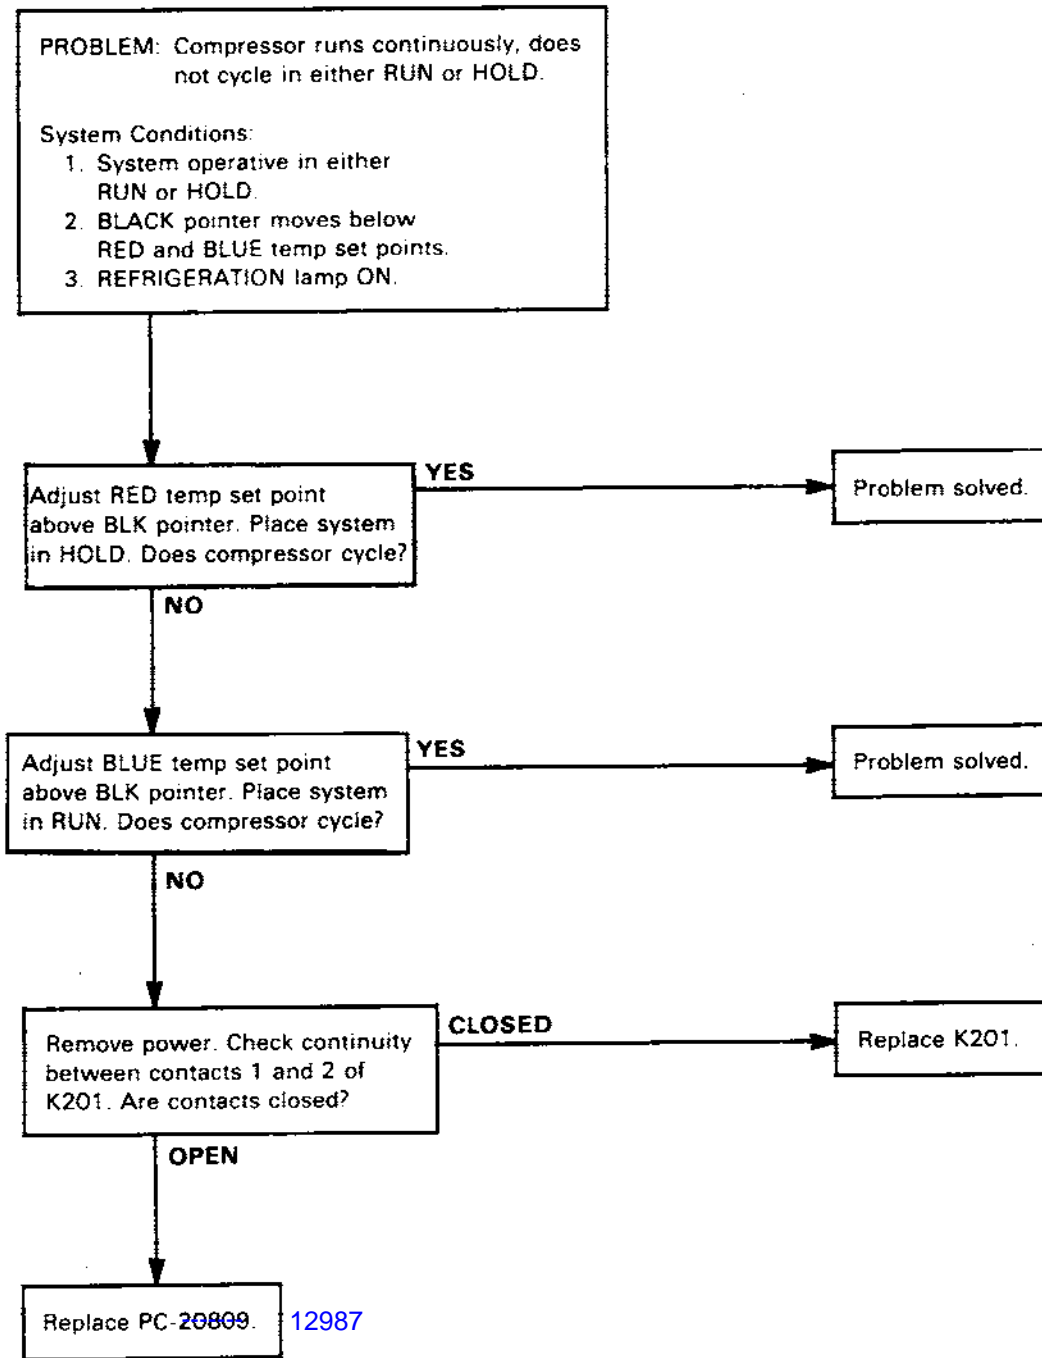 PROBLEM: Compressor runs continuously, does
not cycle in either RUN or HOLD.
System Conditions:
1. System operative in either
RUN or HOLD.
2. BLACK pointer moves below
RED and BLUE temp set points.
3. REFRIGERATION lamp ON.
Adjust RED temp set point
above BLK pointer. Place system
in HOLD. Does compressor cycle?
YES
Problem solved.
NO
Adjust BLUE temp set point
above BLK pointer. Place system
in RUN. Does compressor cycle?
YES
Problem solved.
NO
Remove power. Check continuity
between contacts 1 and 2 of
K201. Are contacts closed?
CLOSED
Replace K201.
OPEN
Replace PC-20809. 12987